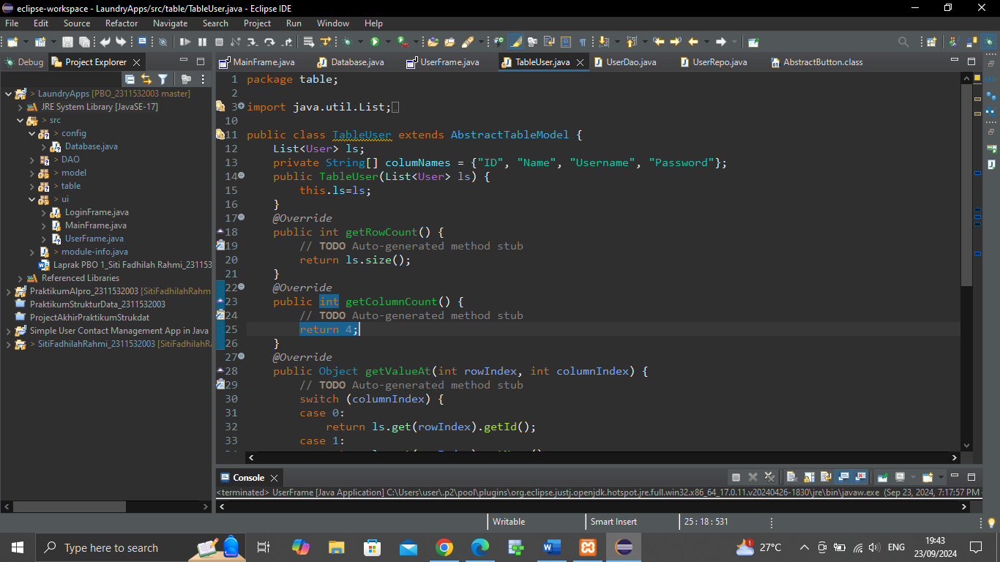 eclipse-workspace - LaundryApps/src/table/TableUser.java - Eclipse IDE
File Edit Source Refactor Navigate Search Project Run Window Help
Debug Project Explorer
MainFrame.java Database.java UserFrame.java TableUser.java UserDao.java UserRepo.java AbstractButton.class
> LaundryApps [PBO_2311532003 master]
JRE System Library [JavaSE-17]
> src
> config
Database.java
> DAO
> model
> table
> ui
LoginFrame.java
MainFrame.java
UserFrame.java
> module-info.java
Laprak PBO 1_Siti Fadhilah Rahmi_231153
Referenced Libraries
PraktikumAlpro_2311532003 [SitiFadhilahRahm
PraktikumStrukturData_2311532003
ProjectAkhirPraktikumStrukdat
Simple User Contact Management App in Java
> SitiFadhilahRahmi_2311532003 [SitiFadhilahRa
1 package table;
2
3 import java.util.List;
10
11 public class TableUser extends AbstractTableModel {
12 List<User> ls;
13 private String[] columNames = {"ID", "Name", "Username", "Password"};
14 public TableUser(List<User> ls) {
15 this.ls=ls;
16 }
17 @Override
18 public int getRowCount() {
19 // TODO Auto-generated method stub
20 return ls.size();
21 }
22 @Override
23 public int getColumnCount() {
24 // TODO Auto-generated method stub
25 return 4;
26 }
27 @Override
28 public Object getValueAt(int rowIndex, int columnIndex) {
29 // TODO Auto-generated method stub
30 switch (columnIndex) {
31 case 0:
32 return ls.get(rowIndex).getId();
33 case 1:
Console
<terminated> UserFrame [Java Application] C:\Users\user\.p2\pool\plugins\org.eclipse.justj.openjdk.hotspot.jre.full.win32.x86_64_17.0.11.v20240426-1830\jre\bin\javaw.exe (Sep 23, 2024, 7:17:57 PM -
Writable Smart Insert 25 : 18 : 531
Type here to search
1 27°C ENG 19:43
23/09/2024